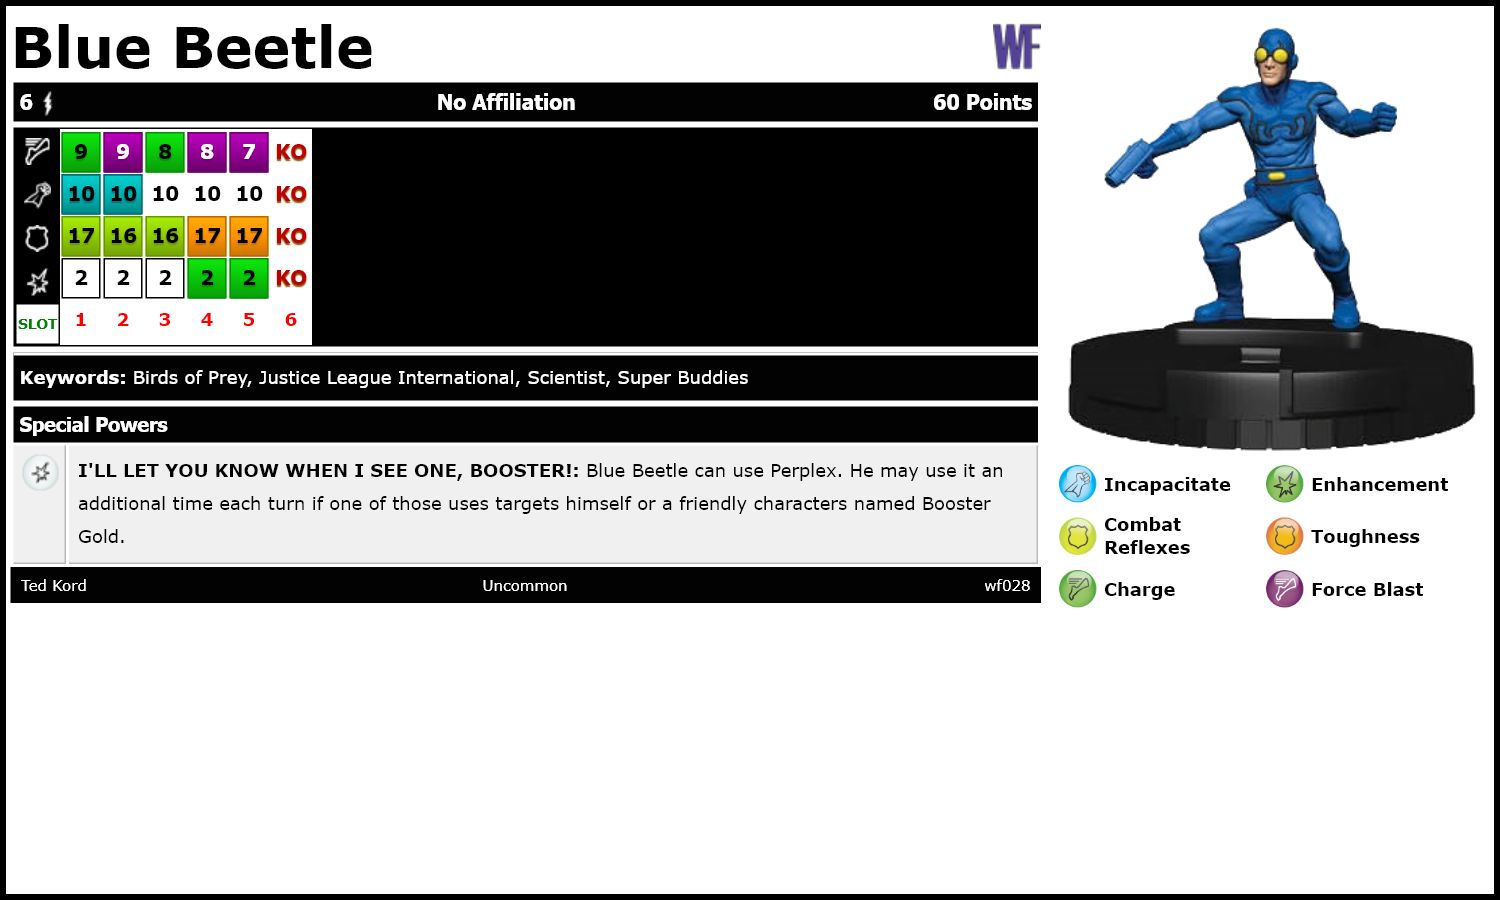 Blue Beetle
WF
6 No Affiliation 60 Points
9 9 8 8 7 KO
10 10 10 10 10 KO
17 16 16 17 17 KO
2 2 2 2 2 KO
SLOT 1 2 3 4 5 6
Keywords: Birds of Prey, Justice League International, Scientist, Super Buddies
Special Powers
I'LL LET YOU KNOW WHEN I SEE ONE, BOOSTER!: Blue Beetle can use Perplex. He may use it an
additional time each turn if one of those uses targets himself or a friendly characters named Booster
Gold.
Ted Kord Uncommon wf028
Incapacitate Enhancement
Combat
Reflexes
Toughness
Charge Force Blast